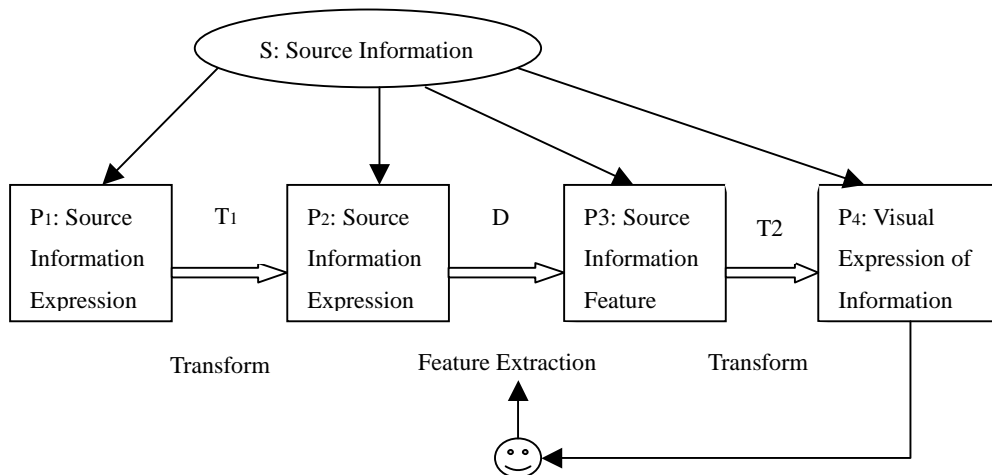 S: Source Information
P1: Source
Information
Expression
T1
P2: Source
Information
Expression
D
P3: Source
Information
Feature
T2
P4: Visual
Expression of
Information
Transform
Feature Extraction
Transform